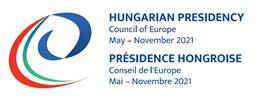 HUNGARIAN PRESIDENCY
Council of Europe
May – November 2021
PRÉSIDENCE HONGROISE
Conseil de l'Europe
Mai – Novembre 2021